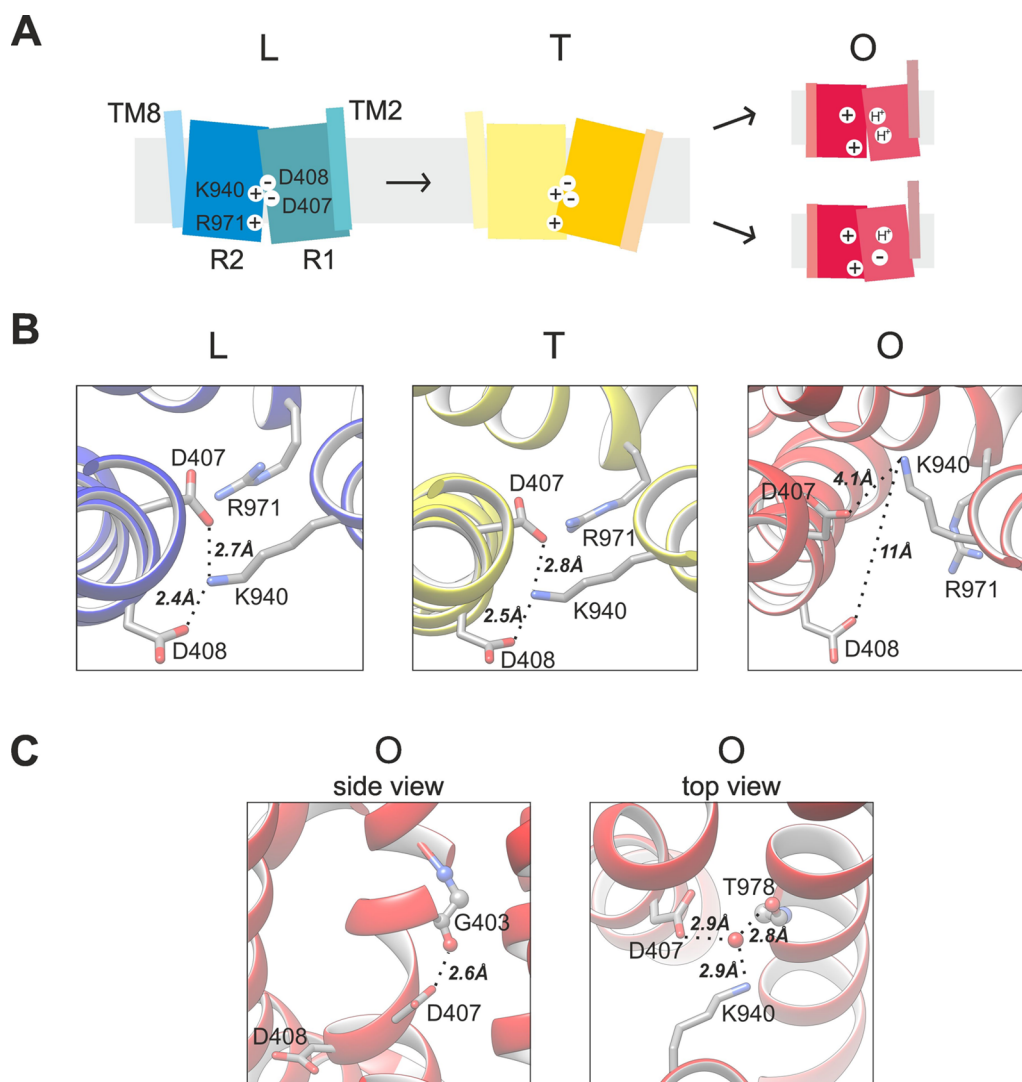 A
L T O
TM8 TM2
K940 + - D408
- D407
R971 +
R2 R1
-
+ -
+
+ H+
H+
+
+ H+
+ -
B
L T O
D407
R971
2.7Å
2.4Å
K940
D408
D407
R971
2.8Å
2.5Å
K940
D408
D407
4.1Å
K940
11Å
R971
D408
C
O
side view
G403
2.6Å
D407
D408
O
top view
T978
2.9Å
D407
2.8Å
2.9Å
K940